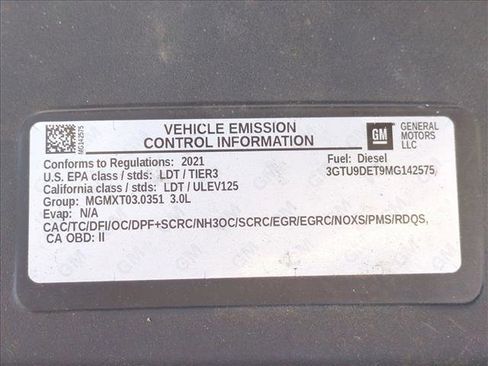 MG142575
VEHICLE EMISSION
CONTROL INFORMATION
GM
GENERAL
MOTORS
LLC
Conforms to Regulations: 2021
U.S. EPA class / stds: LDT / TIER3
California class / stds: LDT / ULEV125
Group: MGMXT03.0351 3.0L
Evap: N/A
Fuel: Diesel
3GTU9DET9MG142575
CAC/TC/DFI/OC/DPF+SCRC/NH3OC/SCRC/EGR/EGRC/NOXS/PMS/RDQS,
CA OBD: II